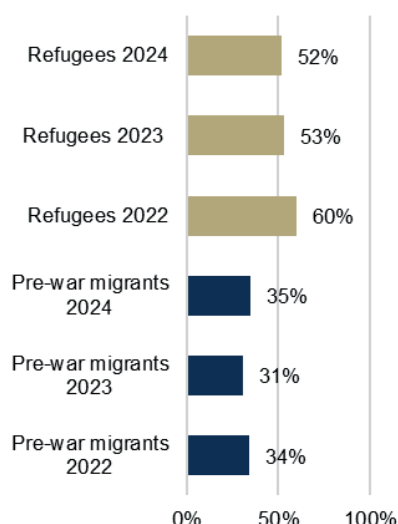 Refugees 2024
52%
Refugees 2023
53%
Refugees 2022
60%
Pre-war migrants
2024
35%
Pre-war migrants
2023
31%
Pre-war migrants
2022
34%
0% 50% 100%